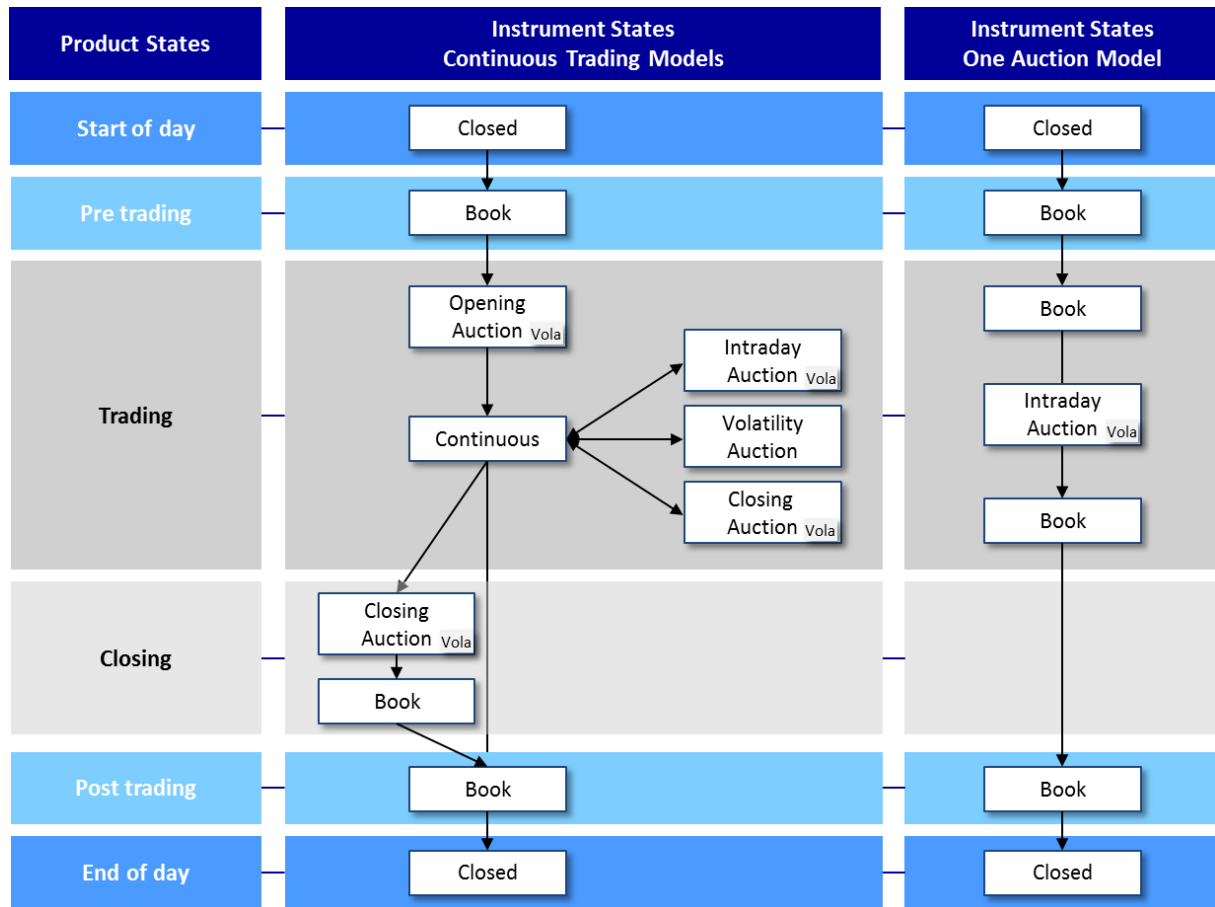 Product States
Instrument States
Continuous Trading Models
Instrument States
One Auction Model
Start of day
Closed
Closed
Pre trading
Book
Book
Trading
Opening
Auction Vola
Continuous
Intraday
Auction Vola
Volatility
Auction
Closing
Auction Vola
Book
Intraday
Auction Vola
Book
Closing
Closing
Auction Vola
Book
Post trading
Book
Book
End of day
Closed
Closed